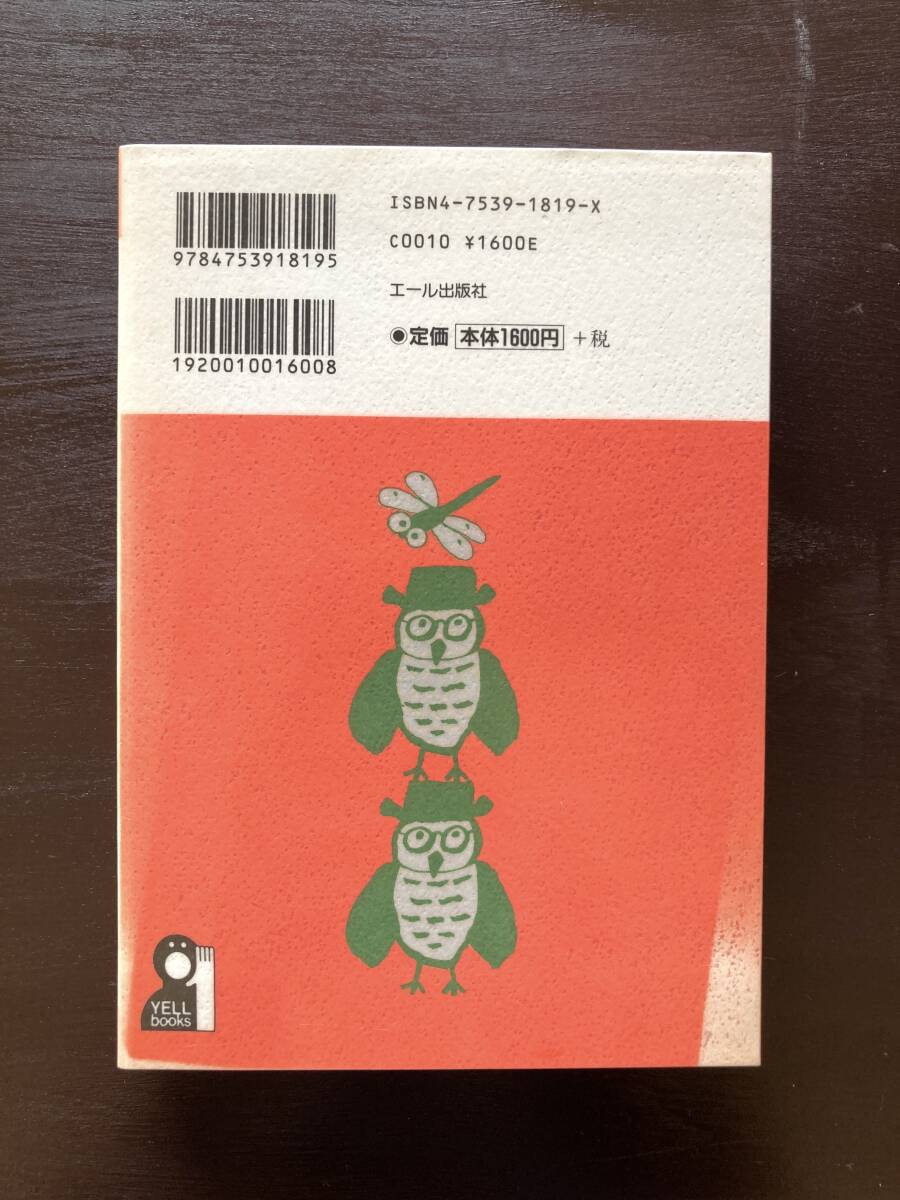 ISBN4-7539-1819-X
C0010 ¥1600E
エール出版社
●定価 本体1600円 +税
9784753918195
1920010016008
YELL
books